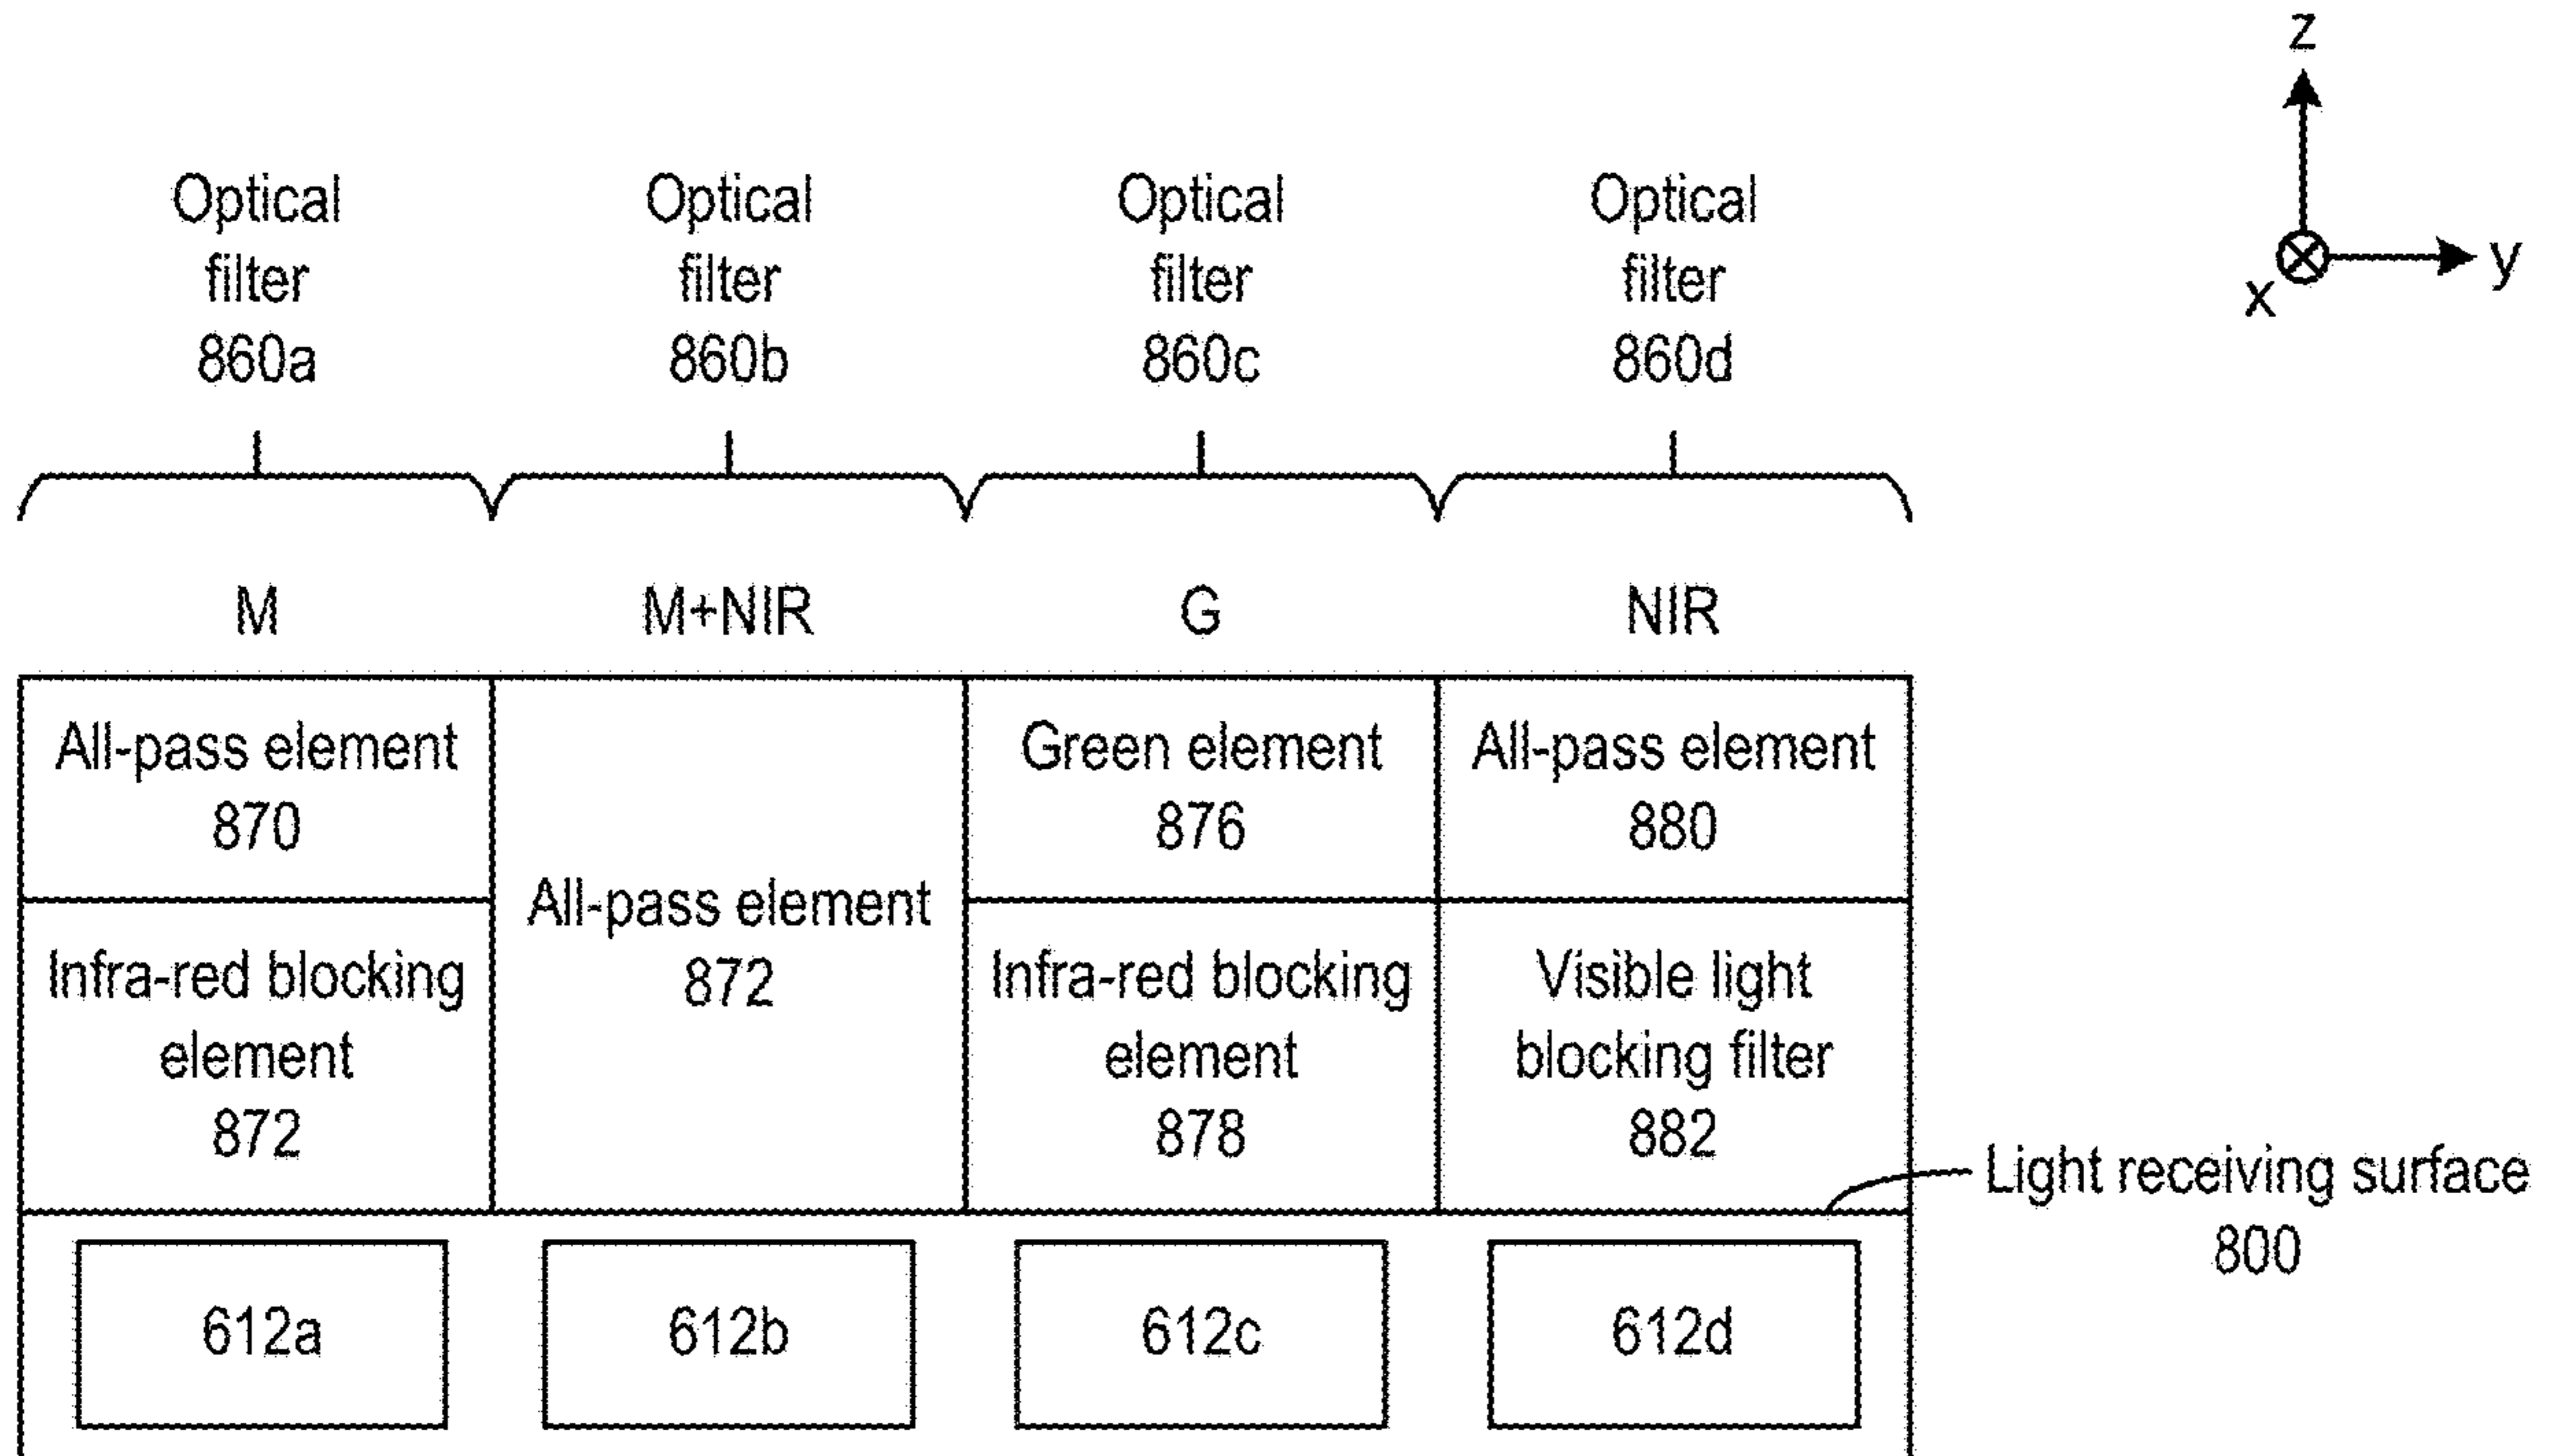 z
y
x
Optical
filter
860a
Optical
filter
860b
Optical
filter
860c
Optical
filter
860d
M
M+NIR
G
NIR
All-pass element
870
Infra-red blocking
element
872
All-pass element
872
Green element
876
Infra-red blocking
element
878
All-pass element
880
Visible light
blocking filter
882
Light receiving surface
800
612a
612b
612c
612d